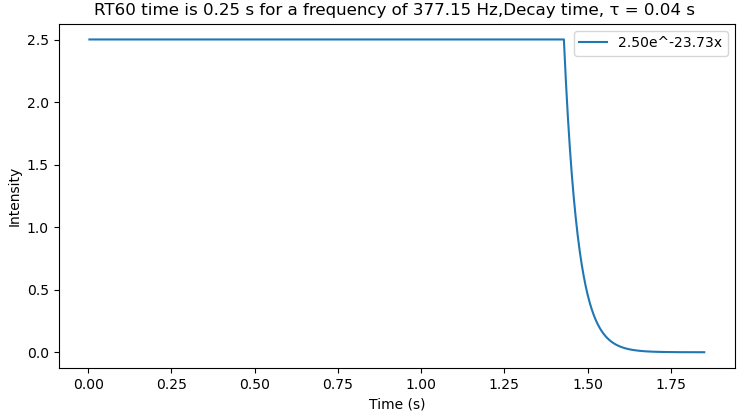 RT60 time is 0.25 s for a frequency of 377.15 Hz,Decay time, τ = 0.04 s
2.50e^-23.73x
2.5
2.0
1.5
1.0
0.5
0.0
Intensity
0.00 0.25 0.50 0.75 1.00 1.25 1.50 1.75
Time (s)